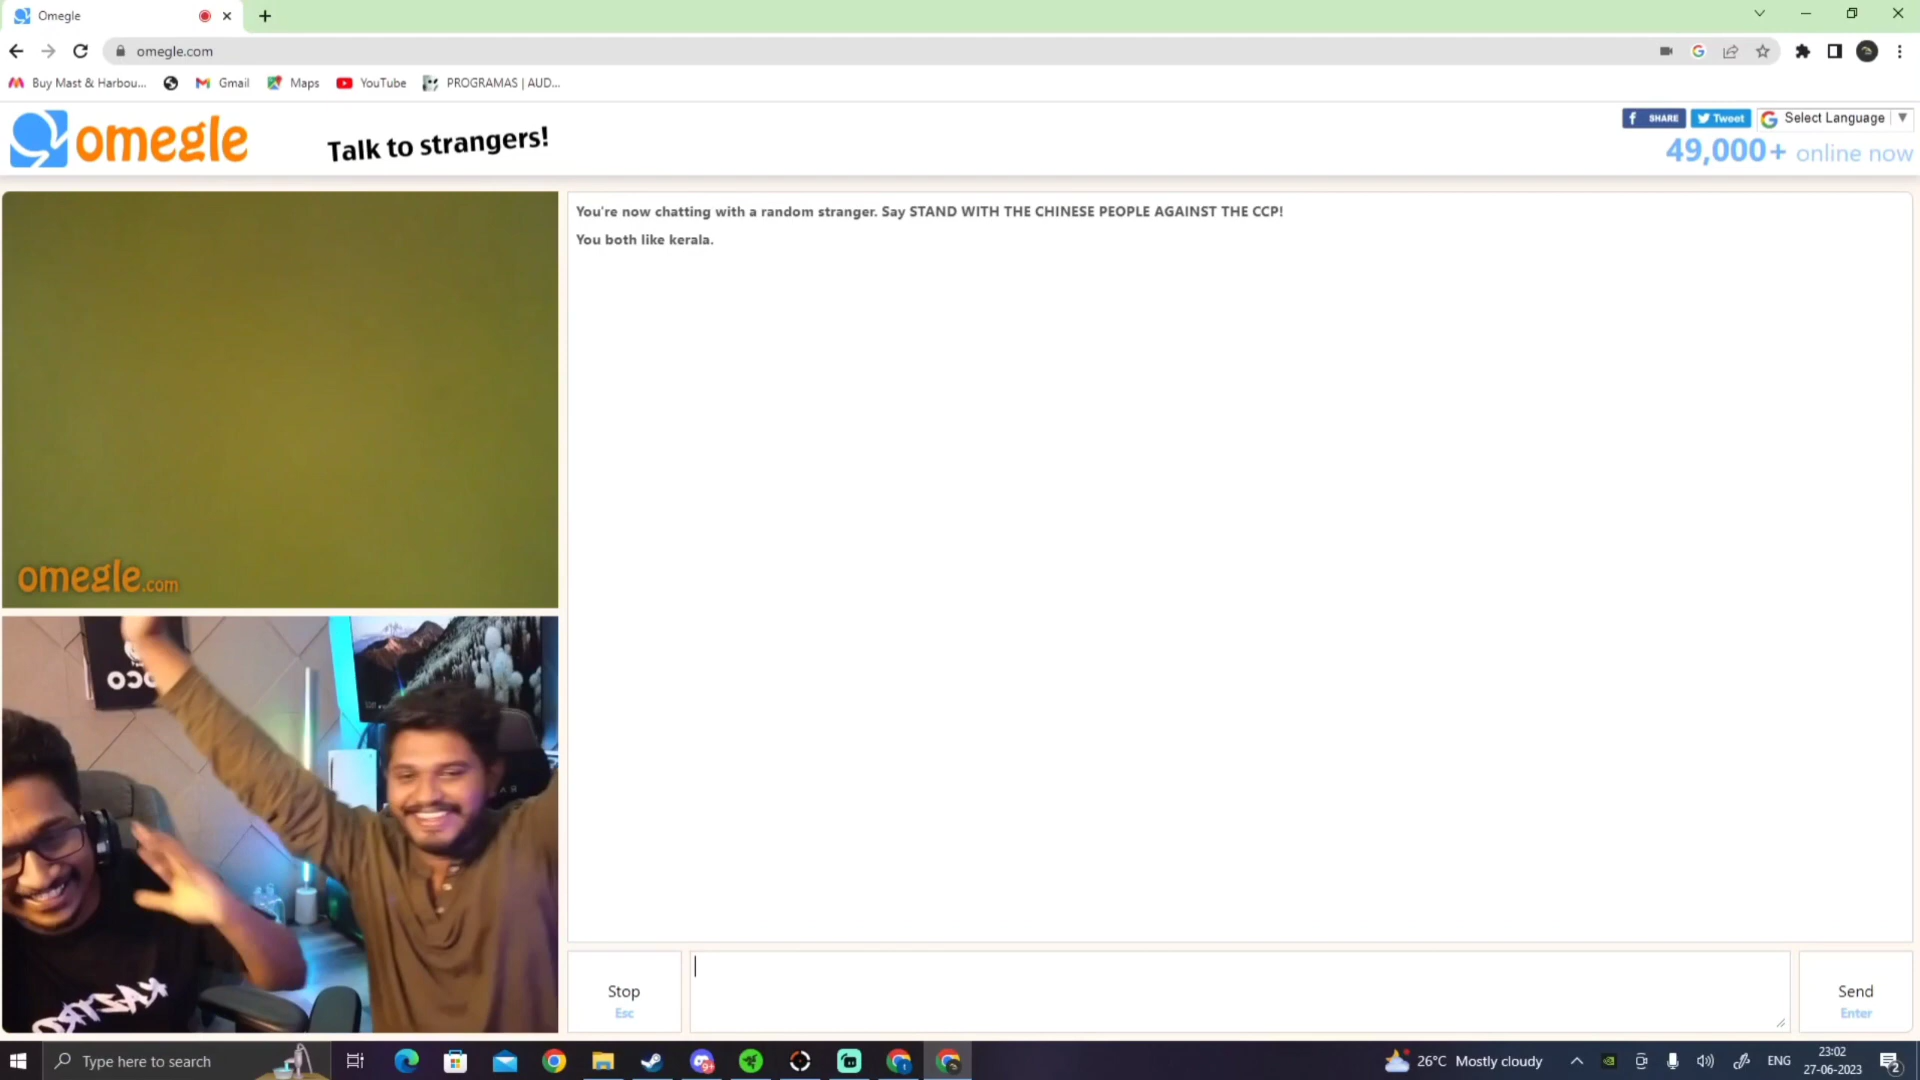 Omegle
omegle.com
Buy Mast & Harbou...
Gmail
Maps
YouTube
PROGRAMAS | AUD...
omegle
Talk to strangers!
SHARE
Tweet
Select Language
49,000+ online now
You're now chatting with a random stranger. Say STAND WITH THE CHINESE PEOPLE AGAINST THE CCP!
You both like kerala.
omegle.com
KAZTRO
Stop
Esc
Send
Enter
Type here to search
26°C Mostly cloudy
ENG
23:02
27-06-2023
2